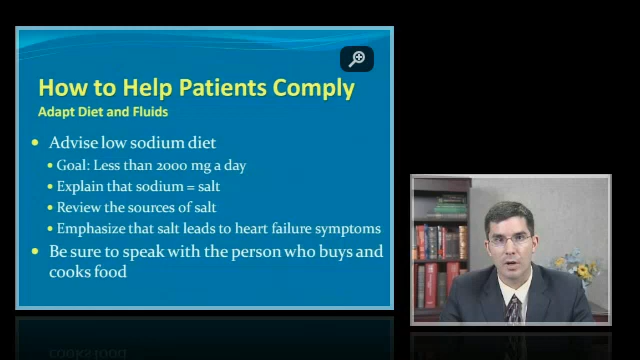 How to Help Patients Comply
Adapt Diet and Fluids
Advise low sodium diet
Goal: Less than 2000 mg a day
Explain that sodium = salt
Review the sources of salt
Emphasize that salt leads to heart failure symptoms
Be sure to speak with the person who buys and
cooks food